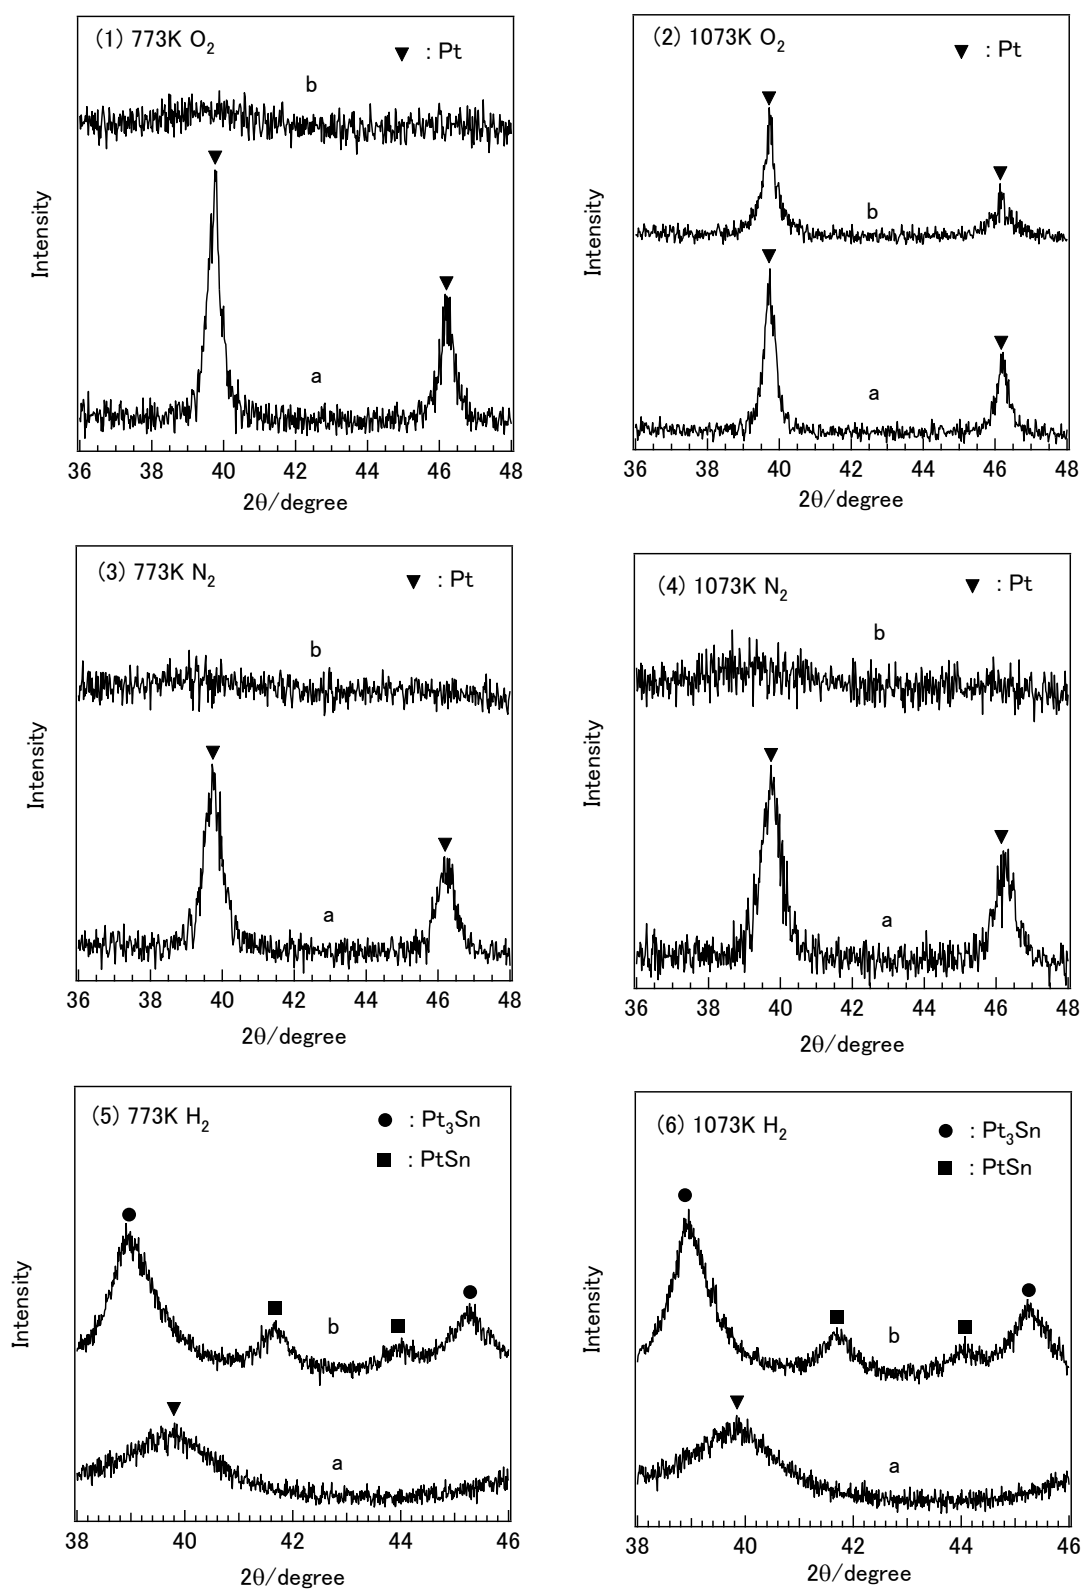 (1) 773K O₂
▼ : Pt
b
a
Intensity
36 38 40 42 44 46 48
2θ/degree
(2) 1073K O₂
▼ : Pt
b
a
Intensity
36 38 40 42 44 46 48
2θ/degree
(3) 773K N₂
▼ : Pt
b
a
Intensity
36 38 40 42 44 46 48
2θ/degree
(4) 1073K N₂
▼ : Pt
b
a
Intensity
36 38 40 42 44 46 48
2θ/degree
(5) 773K H₂
● : Pt₃Sn
■ : PtSn
b
a
Intensity
38 40 42 44 46
2θ/degree
(6) 1073K H₂
● : Pt₃Sn
■ : PtSn
b
a
Intensity
38 40 42 44 46
2θ/degree